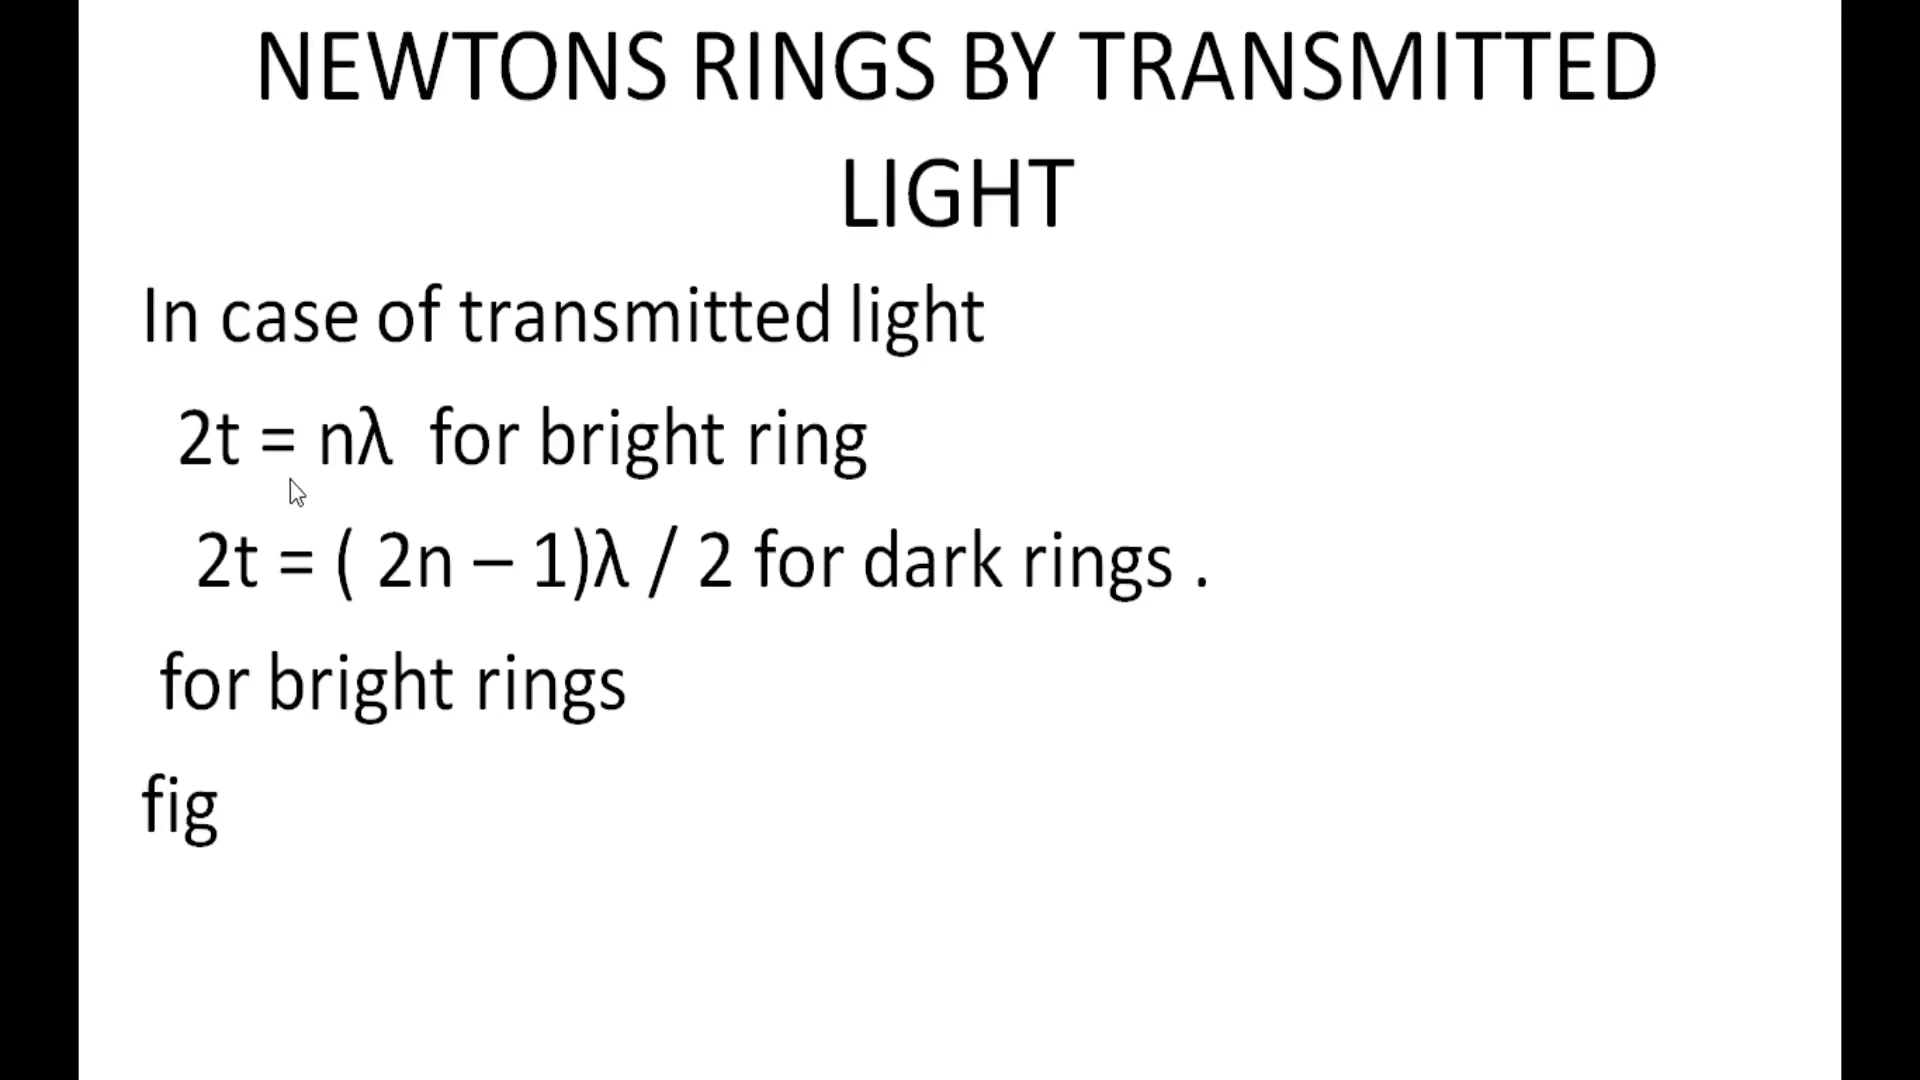 NEWTONS RINGS BY TRANSMITTED
LIGHT
In case of transmitted light
2t = nλ for bright ring
2t = ( 2n – 1)λ / 2 for dark rings .
for bright rings
fig